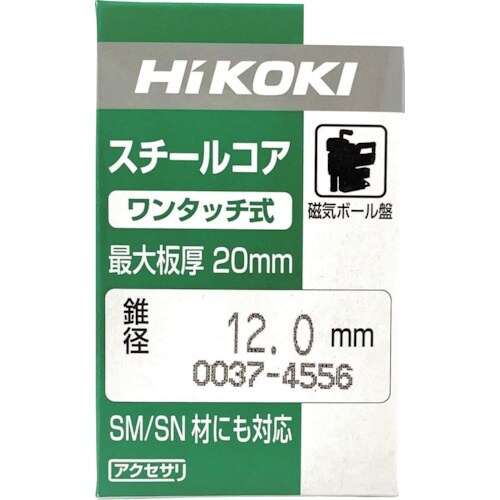 HiKOKI
スチールコア
ワンタッチ式
磁気ボール盤
最大板厚 20mm
錐径 12.0 mm
0037-4556
SM/SN 材にも対応
アクセサリ